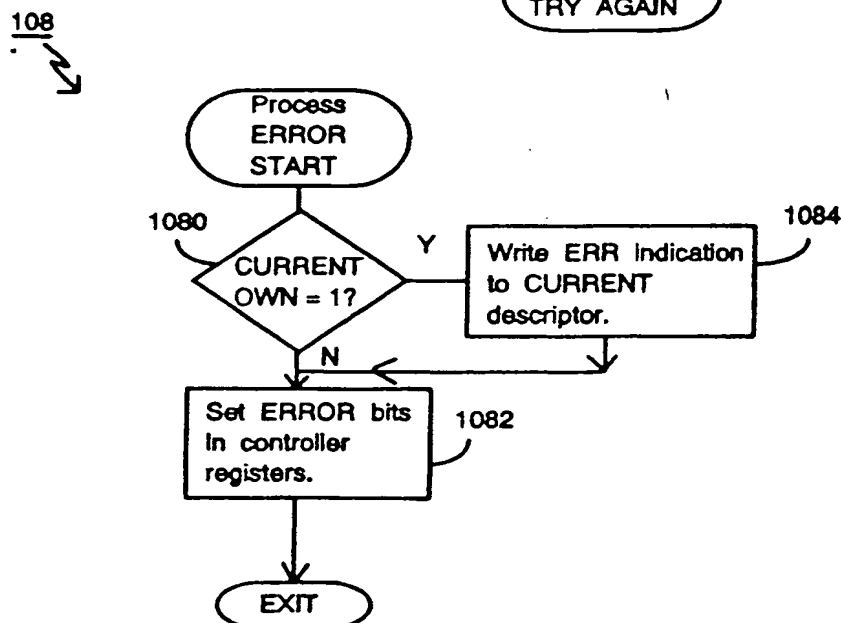 TRY AGAIN
108
Process
ERROR
START
1080
CURRENT
OWN = 1?
Y
1084
Write ERR indication
to CURRENT
descriptor.
N
Set ERROR bits
in controller
registers.
1082
EXIT